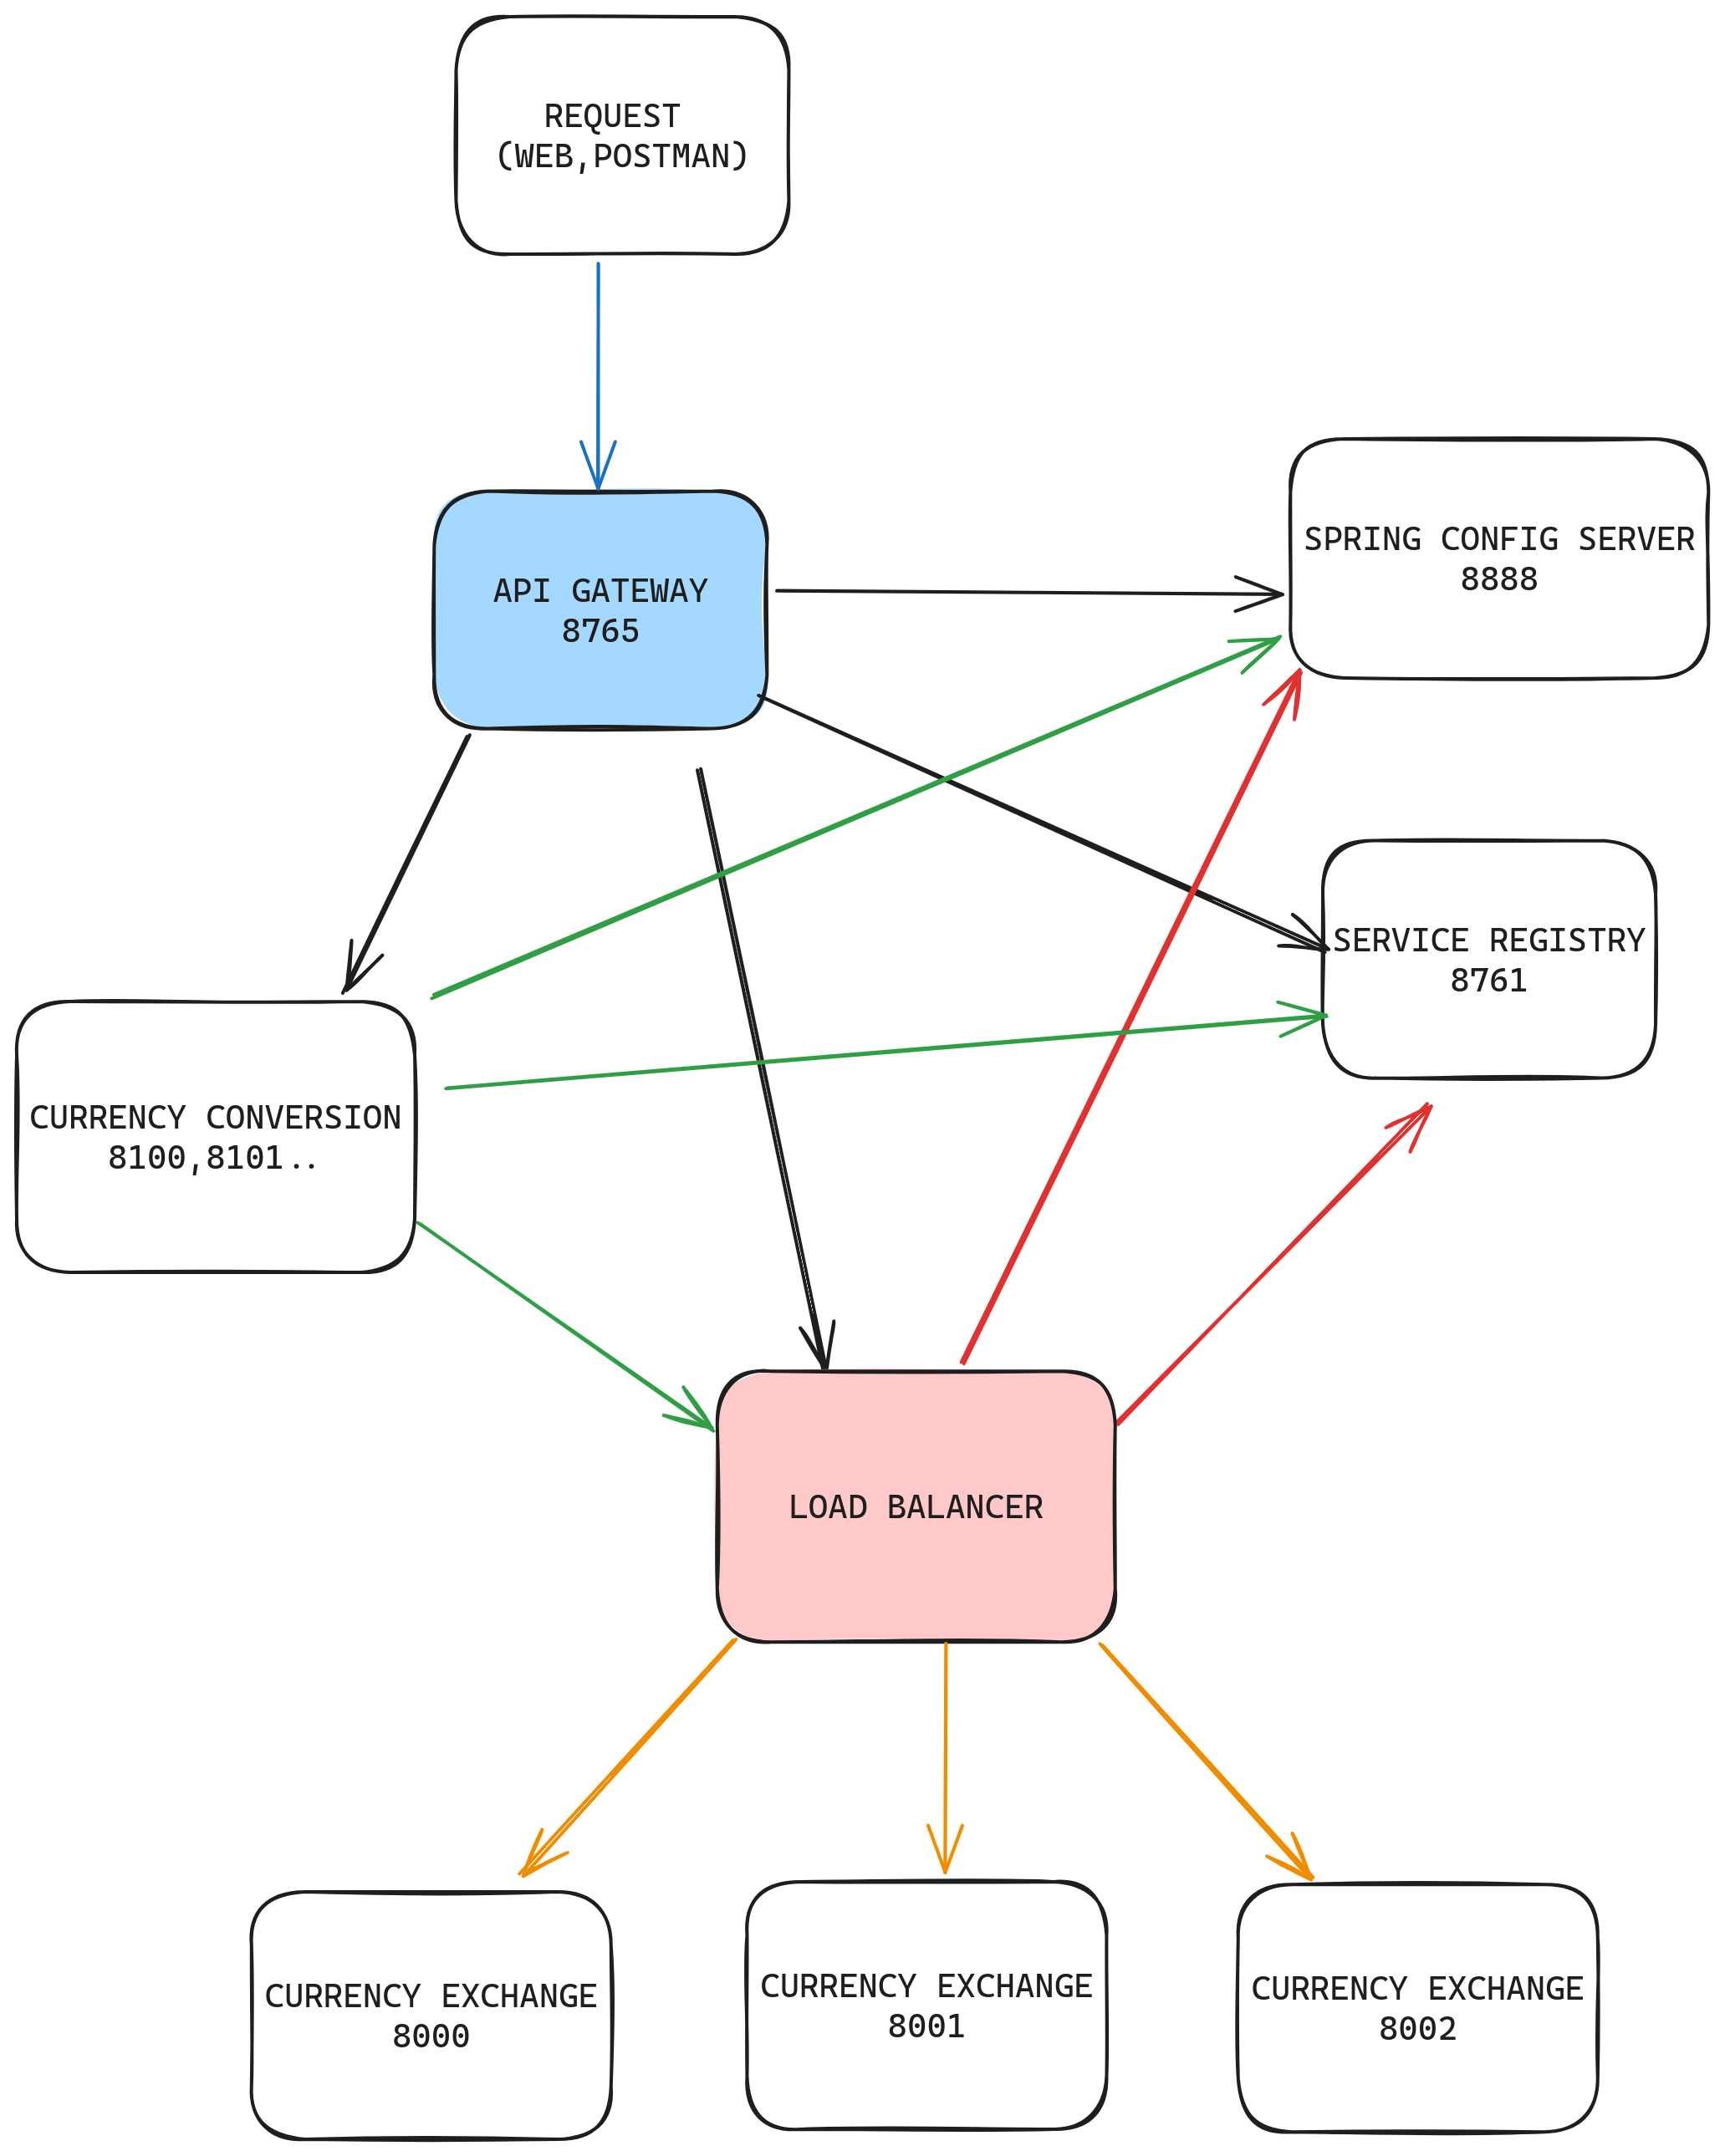 REQUEST
(WEB,POSTMAN)
API GATEWAY
8765
SPRING CONFIG SERVER
8888
SERVICE REGISTRY
8761
CURRENCY CONVERSION
8100,8101..
LOAD BALANCER
CURRENCY EXCHANGE
8000
CURRENCY EXCHANGE
8001
CURRENCY EXCHANGE
8002